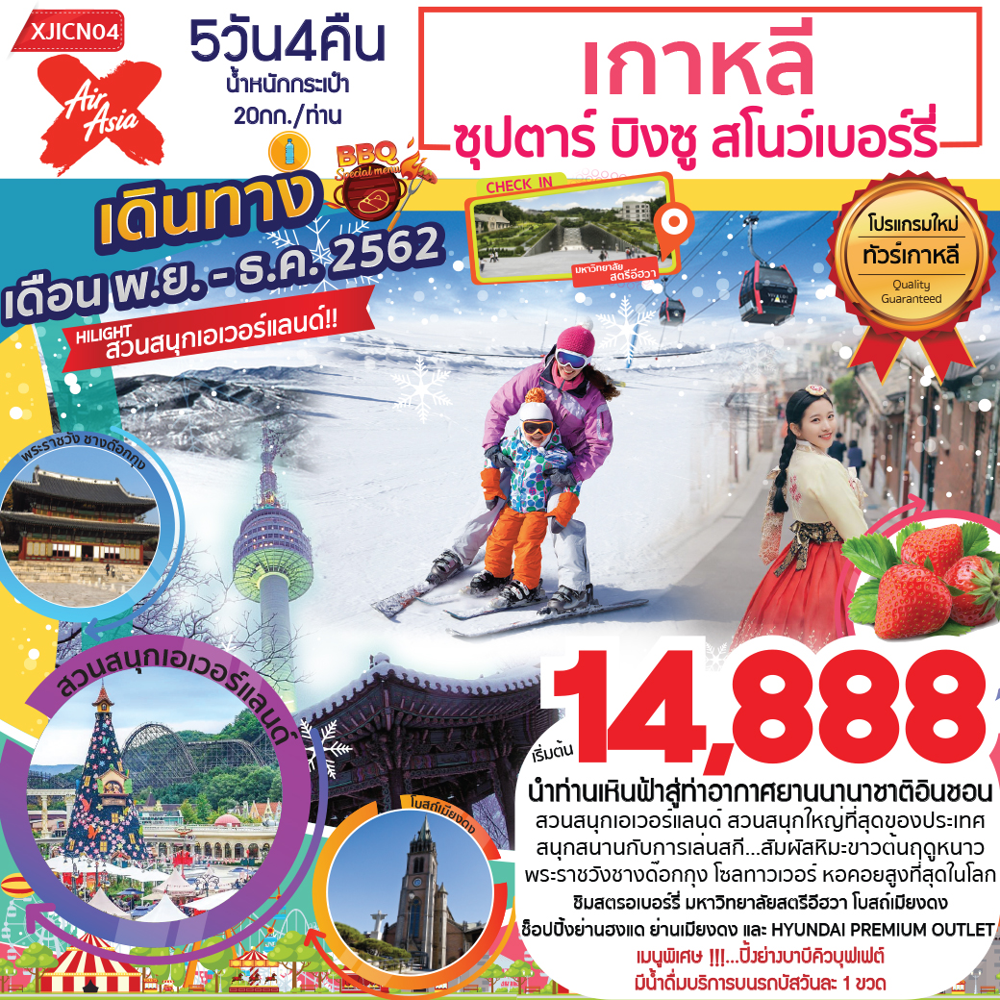 XJICN04
Air
Asia
5วัน4คืน
น้ำหนักกระเป๋า
20กก./ท่าน
เกาหลี
ซุปตาร์ บิงซู สโนว์เบอร์รี่
BBQ
Special menu
CHECK IN
มหาวิทยาลัย
สตรีอีฮวา
โปรแกรมใหม่
ทัวร์เกาหลี
Quality
Guaranteed
เดินทาง
เดือน พ.ย. - ธ.ค. 2562
HILIGHT
สวนสนุกเอเวอร์แลนด์!!
พระราชวัง ชางด๊อกกุง
สวนสนุกเอเวอร์แลนด์
โบสถ์เมียงดง
เริ่มต้น 14,888
นำท่านเหินฟ้าสู่ท่าอากาศยานนานาชาติอินชอน
สวนสนุกเอเวอร์แลนด์ สวนสนุกใหญ่ที่สุดของประเทศ
สนุกสนานกับการเล่นสกี...สัมผัสหิมะขาวต้นฤดูหนาว
พระราชวังชางด๊อกกุง โซลทาวเวอร์ หอคอยสูงที่สุดในโลก
ชิมสตรอเบอร์รี่ มหาวิทยาลัยสตรีอีฮวา โบสถ์เมียงดง
ช็อปปิ้งย่านฮงแด ย่านเมียงดง และ HYUNDAI PREMIUM OUTLET
เมนูพิเศษ !!!...ปิ้งย่างบาบีคิวบุฟเฟต์
มีน้ำดื่มบริการบนรถบัสวันละ 1 ขวด